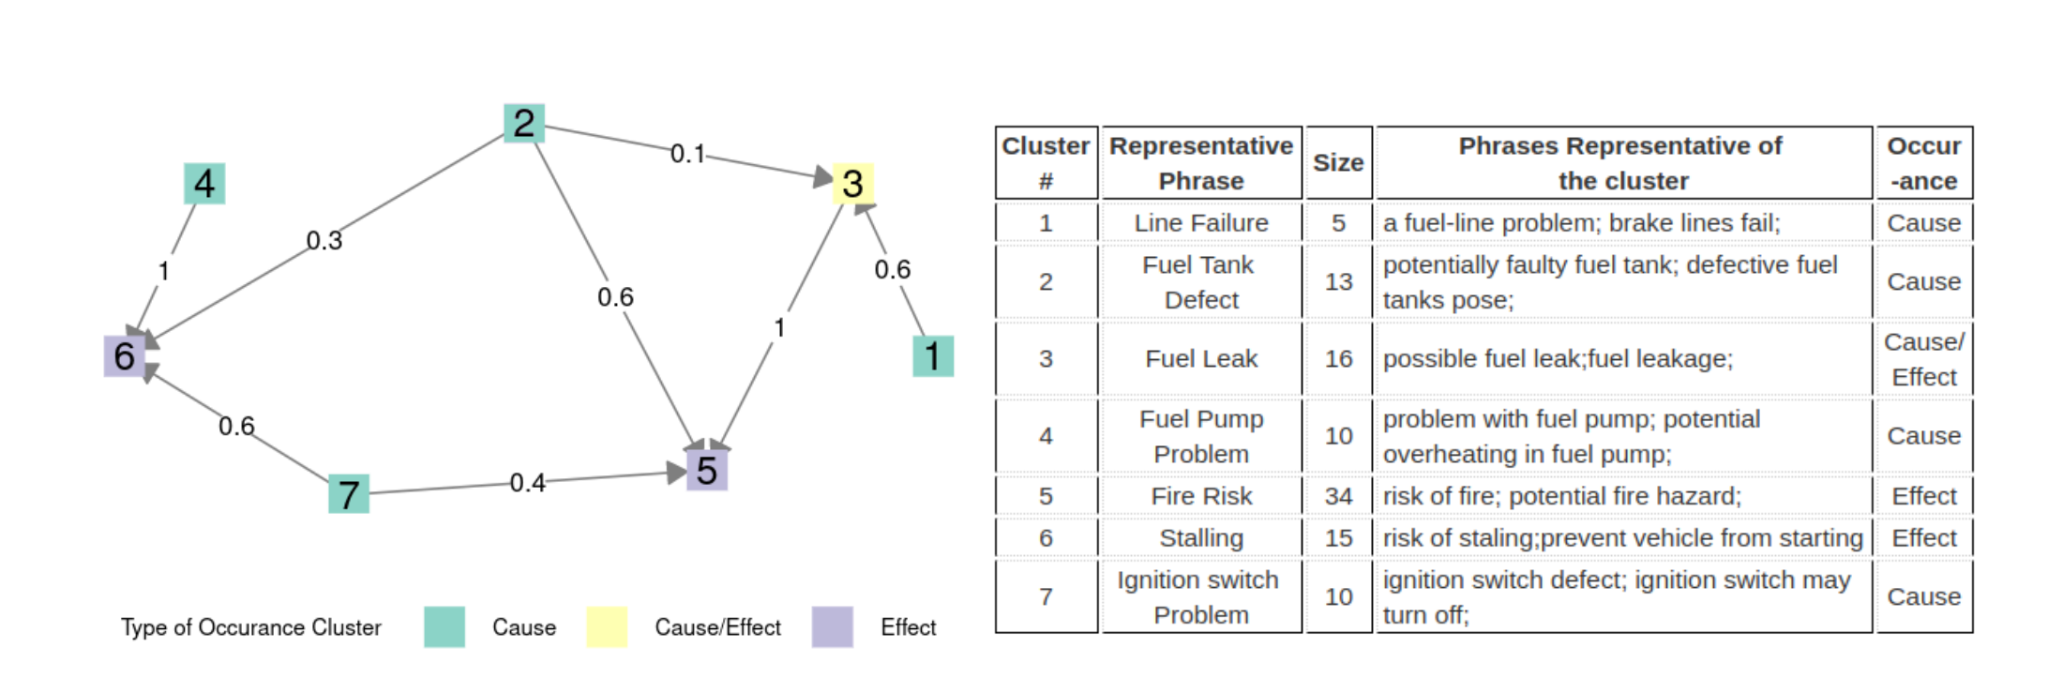 2
0.1
4
3
0.3
0.6
1
0.6
1
6
1
0.6
5
0.4
7
Type of Occurance Cluster Cause Cause/Effect Effect
Cluster # Representative Phrase Size Phrases Representative of the cluster Occur -ance
1 Line Failure 5 a fuel-line problem; brake lines fail; Cause
2 Fuel Tank Defect 13 potentially faulty fuel tank; defective fuel tanks pose; Cause
3 Fuel Leak 16 possible fuel leak;fuel leakage; Cause/ Effect
4 Fuel Pump Problem 10 problem with fuel pump; potential overheating in fuel pump; Cause
5 Fire Risk 34 risk of fire; potential fire hazard; Effect
6 Stalling 15 risk of staling;prevent vehicle from starting Effect
7 Ignition switch Problem 10 ignition switch defect; ignition switch may turn off; Cause